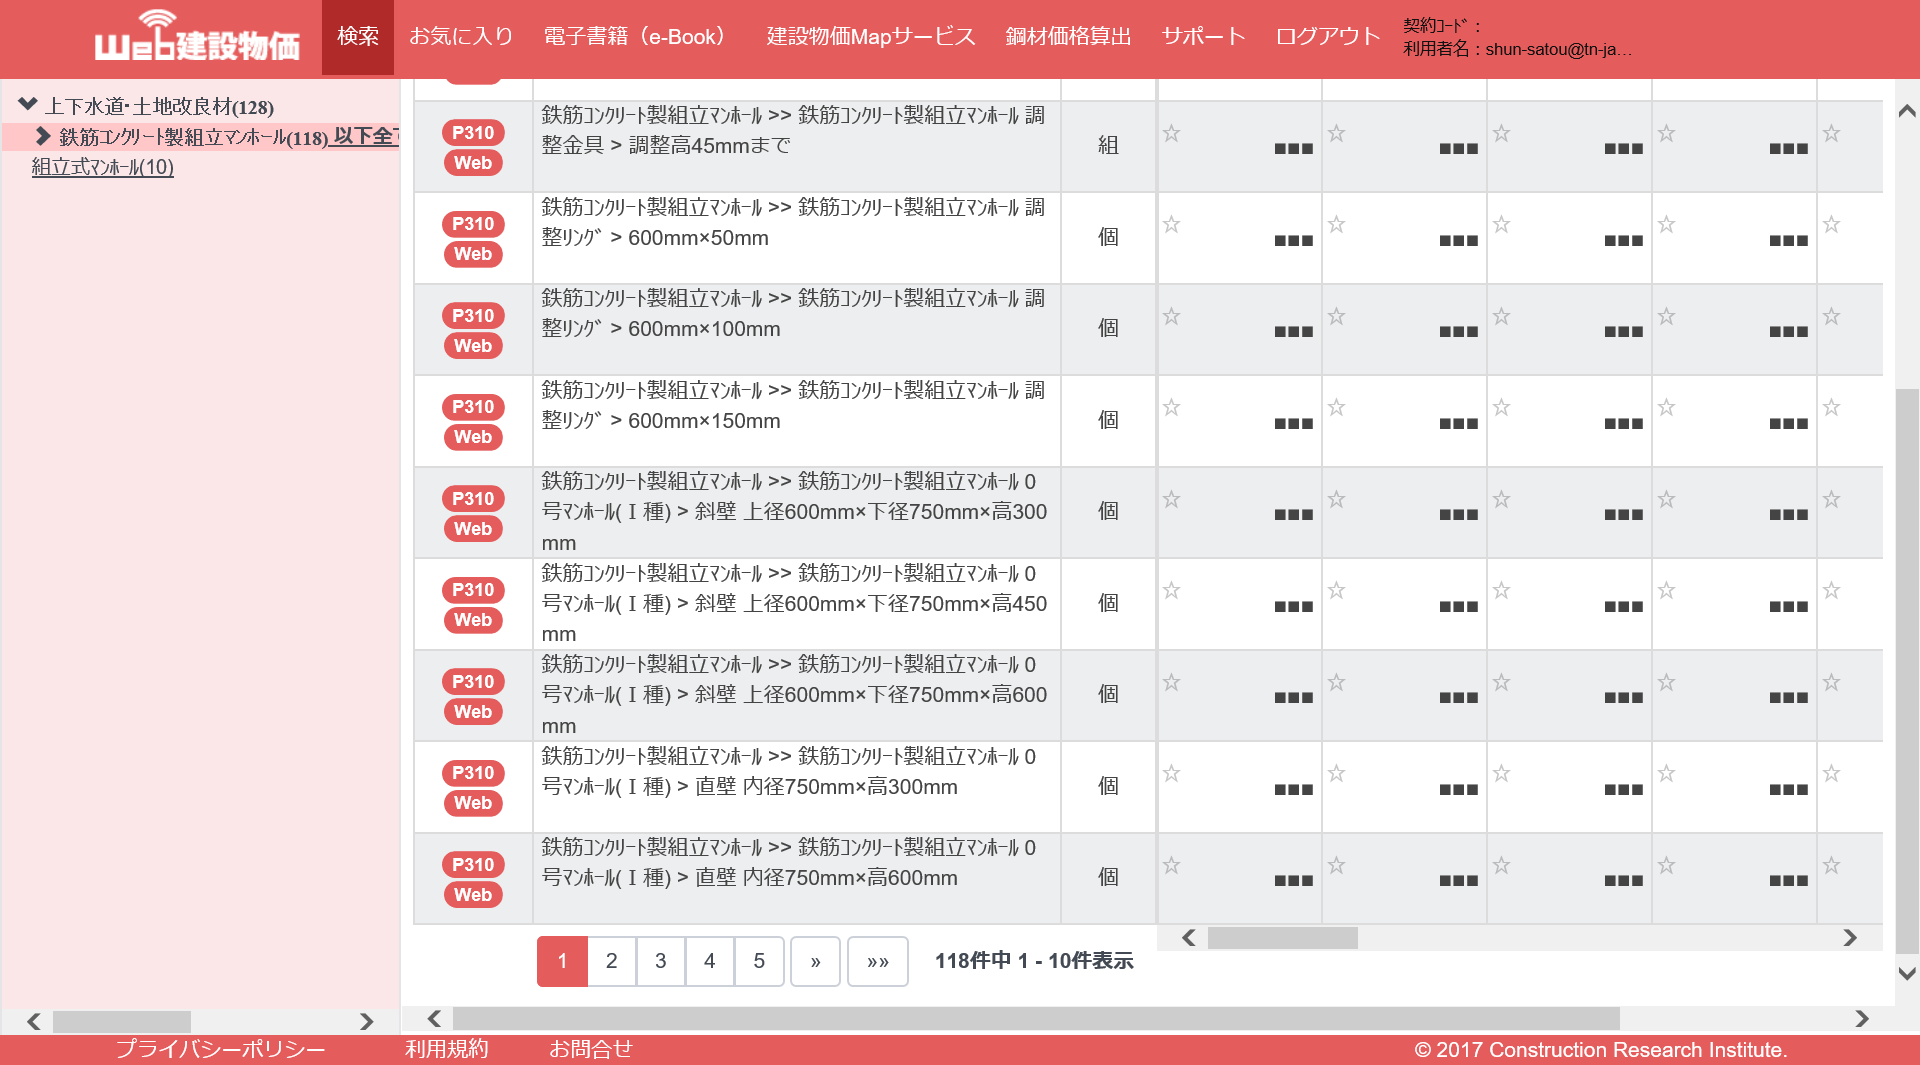 Web建設物価
検索 お気に入り 電子書籍（e-Book） 建設物価Mapサービス 鋼材価格算出 サポート ログアウト
契約ｺｰﾄﾞ：
利用者名：shun-satou@tn-ja...
上下水道･土地改良材(128)
鉄筋ｺﾝｸﾘｰﾄ製組立ﾏﾝﾎｰﾙ(118) 以下全て
組立式ﾏﾝﾎｰﾙ(10)
P310
Web
鉄筋ｺﾝｸﾘｰﾄ製組立ﾏﾝﾎｰﾙ >> 鉄筋ｺﾝｸﾘｰﾄ製組立ﾏﾝﾎｰﾙ 調
整金具 > 調整高45mmまで
組
☆ ■■■ ☆ ■■■ ☆ ■■■ ☆ ■■■ ☆
P310
Web
鉄筋ｺﾝｸﾘｰﾄ製組立ﾏﾝﾎｰﾙ >> 鉄筋ｺﾝｸﾘｰﾄ製組立ﾏﾝﾎｰﾙ 調
整ﾘﾝｸﾞ > 600mm×50mm
個
☆ ■■■ ☆ ■■■ ☆ ■■■ ☆ ■■■ ☆
P310
Web
鉄筋ｺﾝｸﾘｰﾄ製組立ﾏﾝﾎｰﾙ >> 鉄筋ｺﾝｸﾘｰﾄ製組立ﾏﾝﾎｰﾙ 調
整ﾘﾝｸﾞ > 600mm×100mm
個
☆ ■■■ ☆ ■■■ ☆ ■■■ ☆ ■■■ ☆
P310
Web
鉄筋ｺﾝｸﾘｰﾄ製組立ﾏﾝﾎｰﾙ >> 鉄筋ｺﾝｸﾘｰﾄ製組立ﾏﾝﾎｰﾙ 調
整ﾘﾝｸﾞ > 600mm×150mm
個
☆ ■■■ ☆ ■■■ ☆ ■■■ ☆ ■■■ ☆
P310
Web
鉄筋ｺﾝｸﾘｰﾄ製組立ﾏﾝﾎｰﾙ >> 鉄筋ｺﾝｸﾘｰﾄ製組立ﾏﾝﾎｰﾙ 0
号ﾏﾝﾎｰﾙ(Ⅰ種) > 斜壁 上径600mm×下径750mm×高300
mm
個
☆ ■■■ ☆ ■■■ ☆ ■■■ ☆ ■■■ ☆
P310
Web
鉄筋ｺﾝｸﾘｰﾄ製組立ﾏﾝﾎｰﾙ >> 鉄筋ｺﾝｸﾘｰﾄ製組立ﾏﾝﾎｰﾙ 0
号ﾏﾝﾎｰﾙ(Ⅰ種) > 斜壁 上径600mm×下径750mm×高450
mm
個
☆ ■■■ ☆ ■■■ ☆ ■■■ ☆ ■■■ ☆
P310
Web
鉄筋ｺﾝｸﾘｰﾄ製組立ﾏﾝﾎｰﾙ >> 鉄筋ｺﾝｸﾘｰﾄ製組立ﾏﾝﾎｰﾙ 0
号ﾏﾝﾎｰﾙ(Ⅰ種) > 斜壁 上径600mm×下径750mm×高600
mm
個
☆ ■■■ ☆ ■■■ ☆ ■■■ ☆ ■■■ ☆
P310
Web
鉄筋ｺﾝｸﾘｰﾄ製組立ﾏﾝﾎｰﾙ >> 鉄筋ｺﾝｸﾘｰﾄ製組立ﾏﾝﾎｰﾙ 0
号ﾏﾝﾎｰﾙ(Ⅰ種) > 直壁 内径750mm×高300mm
個
☆ ■■■ ☆ ■■■ ☆ ■■■ ☆ ■■■ ☆
P310
Web
鉄筋ｺﾝｸﾘｰﾄ製組立ﾏﾝﾎｰﾙ >> 鉄筋ｺﾝｸﾘｰﾄ製組立ﾏﾝﾎｰﾙ 0
号ﾏﾝﾎｰﾙ(Ⅰ種) > 直壁 内径750mm×高600mm
個
☆ ■■■ ☆ ■■■ ☆ ■■■ ☆ ■■■ ☆
1 2 3 4 5 » »» 118件中 1 - 10件表示
プライバシーポリシー 利用規約 お問合せ © 2017 Construction Research Institute.